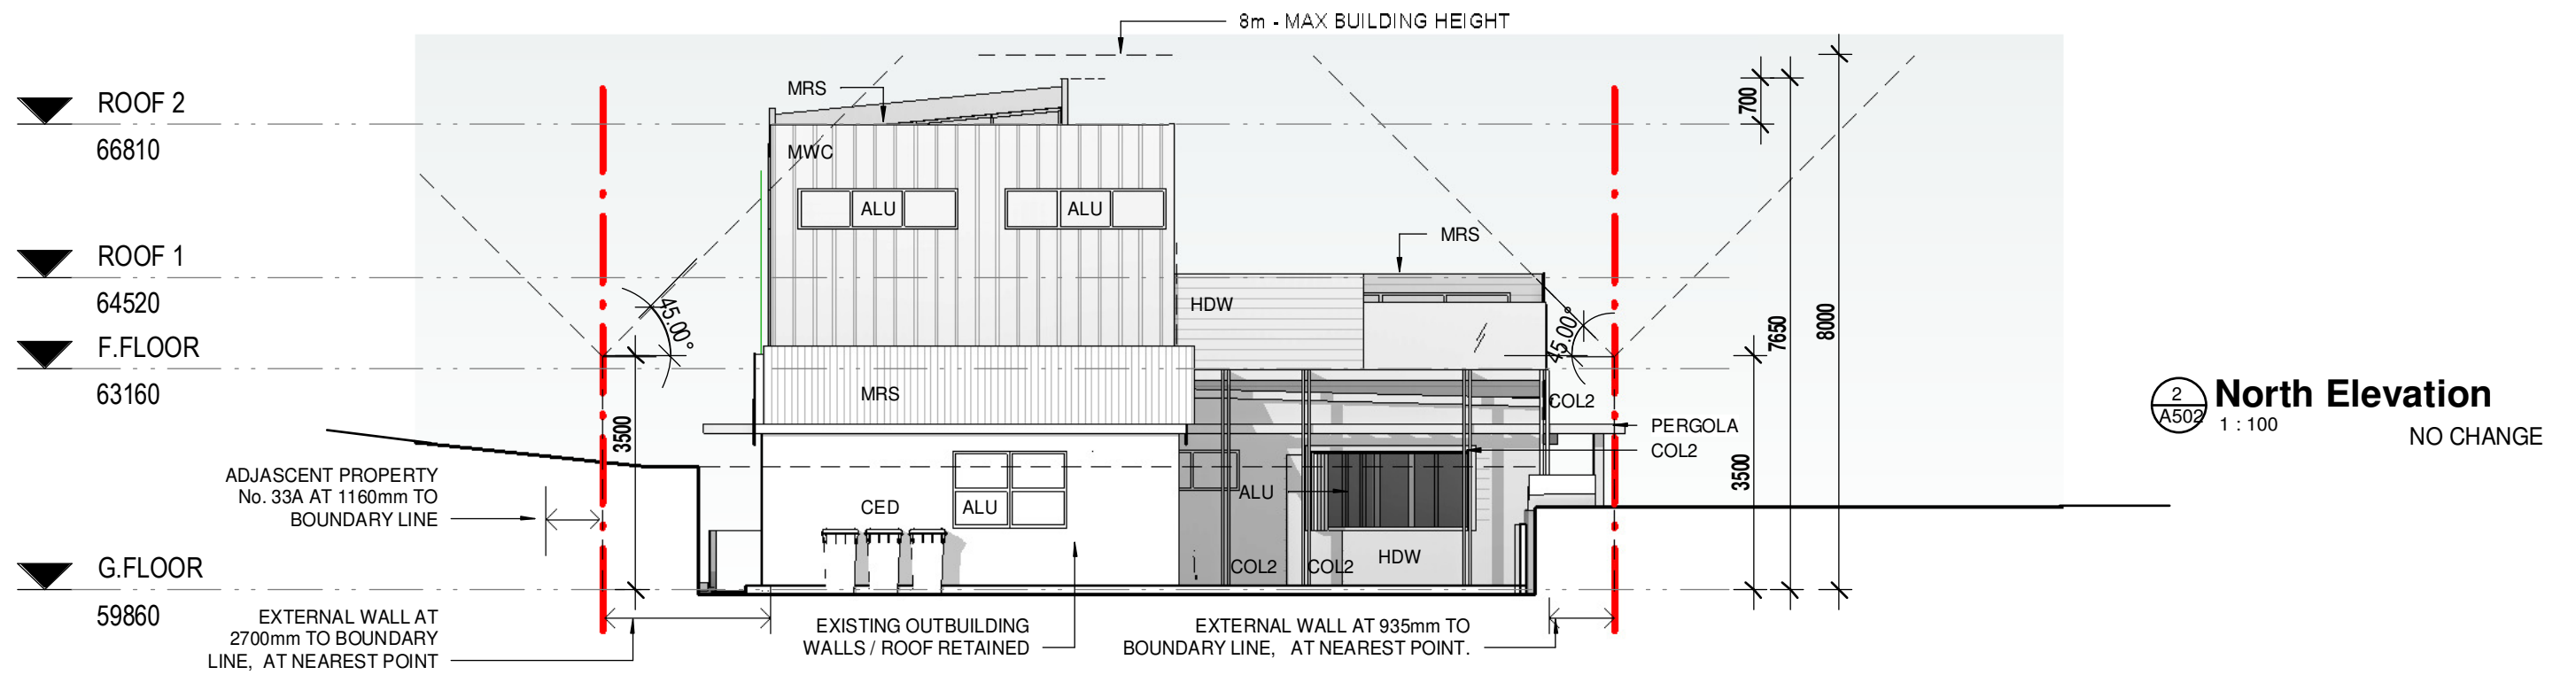 8m - MAX BUILDING HEIGHT
ROOF 2
66810
MRS
700
MWC
ALU
ALU
ROOF 1
64520
MRS
HDW
45.00°
45.00°
7650
8000
F.FLOOR
63160
MRS
COL2
3500
PERGOLA
COL2
3500
2
A502
North Elevation
1 : 100
NO CHANGE
ADJASCENT PROPERTY
No. 33A AT 1160mm TO
BOUNDARY LINE
CED
ALU
ALU
HDW
COL2
COL2
G.FLOOR
59860
EXTERNAL WALL AT
2700mm TO BOUNDARY
LINE, AT NEAREST POINT
EXISTING OUTBUILDING
WALLS / ROOF RETAINED
EXTERNAL WALL AT 935mm TO
BOUNDARY LINE, AT NEAREST POINT.